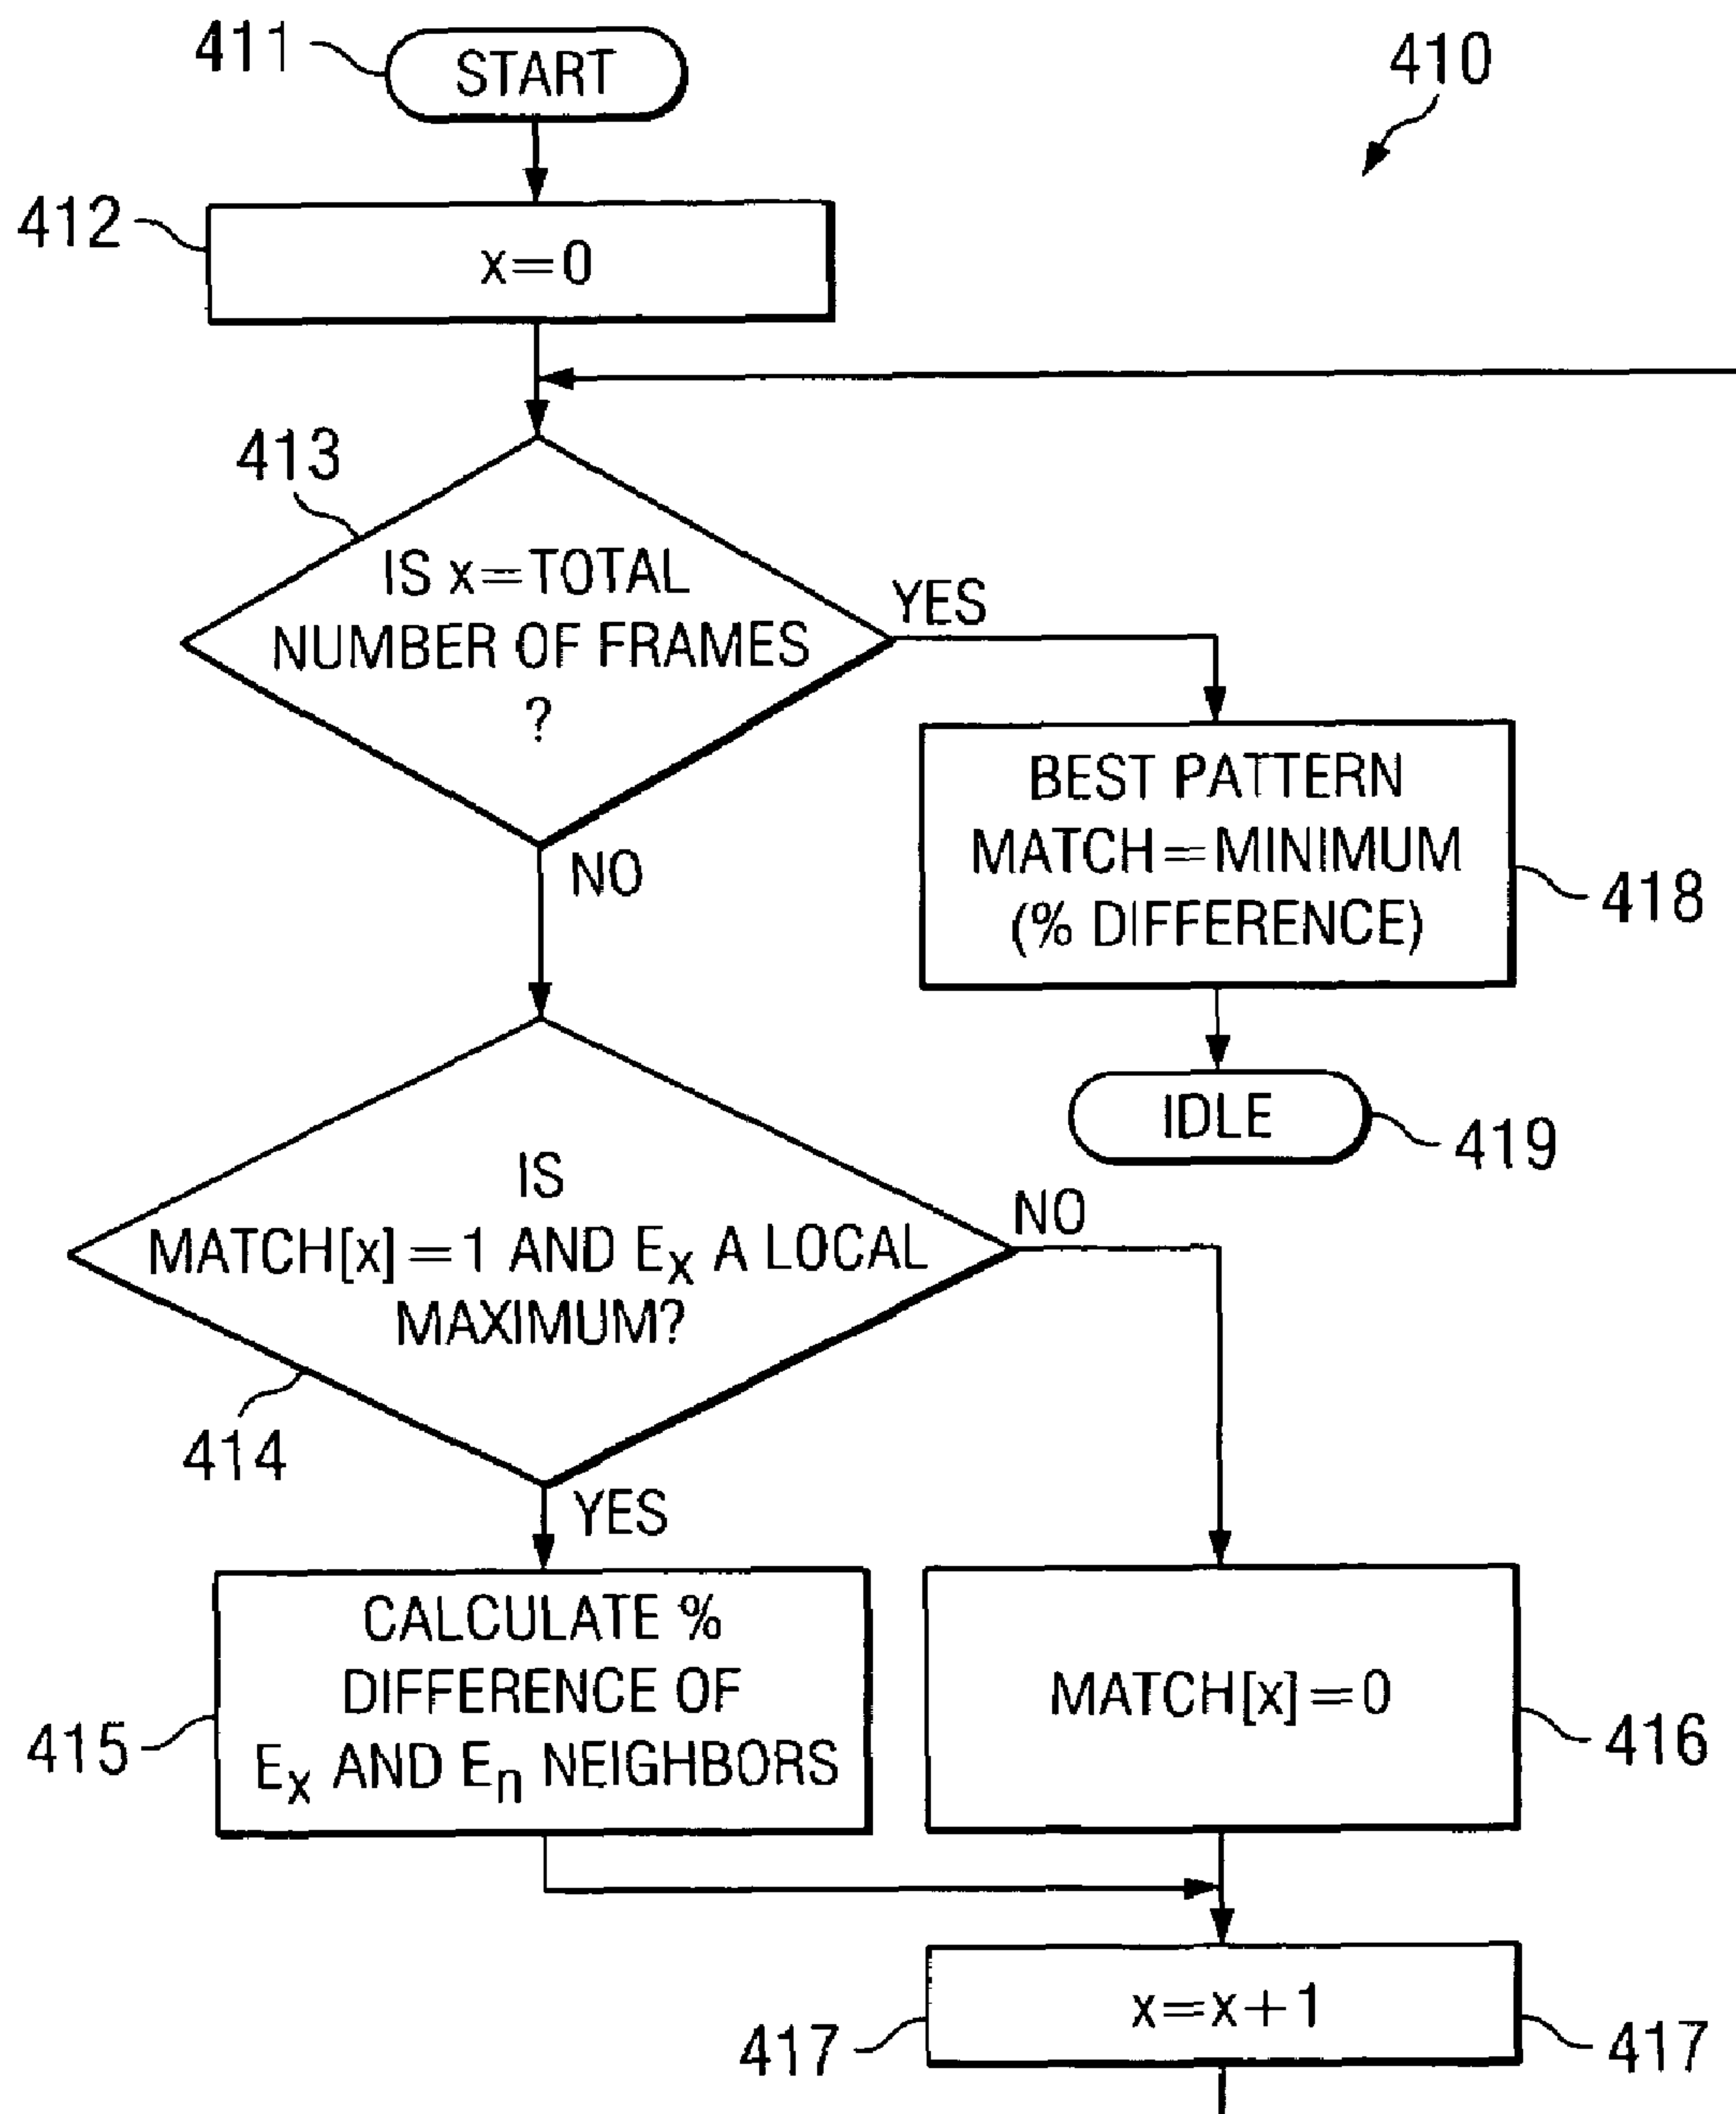 411
START
410
412
x=0
413
IS x=TOTAL
NUMBER OF FRAMES
?
YES
NO
BEST PATTERN
MATCH=MINIMUM
(% DIFFERENCE)
418
IDLE
419
IS
MATCH[x]=1 AND Ex A LOCAL
MAXIMUM?
NO
414
YES
CALCULATE %
DIFFERENCE OF
Ex AND En NEIGHBORS
415
MATCH[x]=0
416
x=x+1
417
417